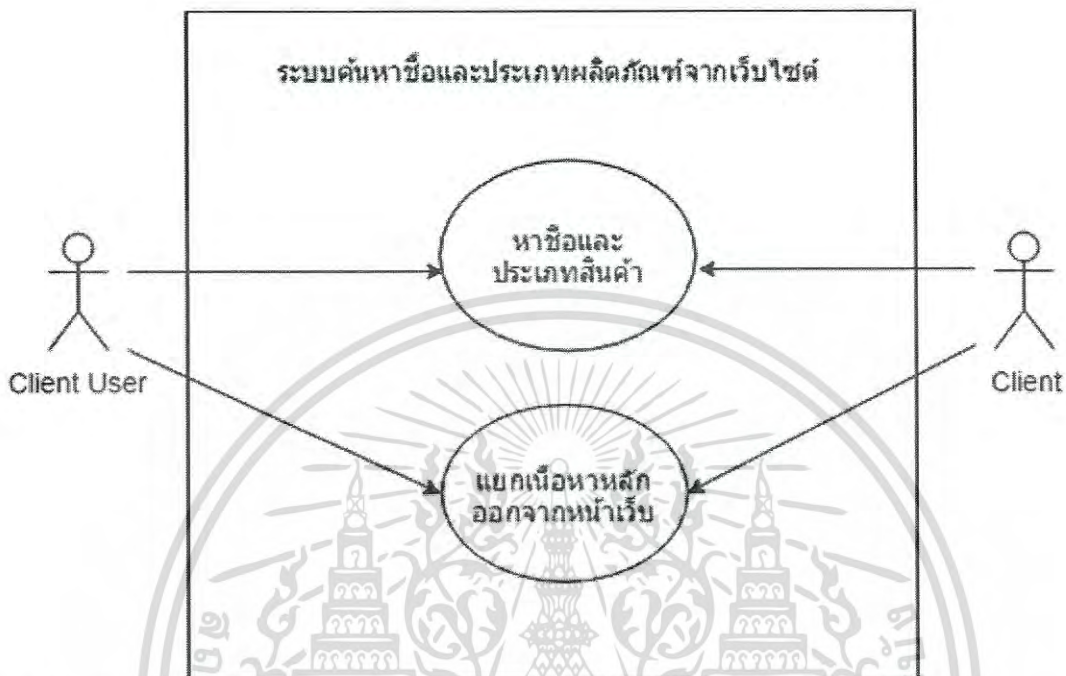 ระบบค้นหาชื่อและประเภทผลิตภัณฑ์จากเว็บไซต์
หาชื่อและ
ประเภทสินค้า
Client User
Client
แยกเนื้อหาหลัก
ออกจากหน้าเว็บ